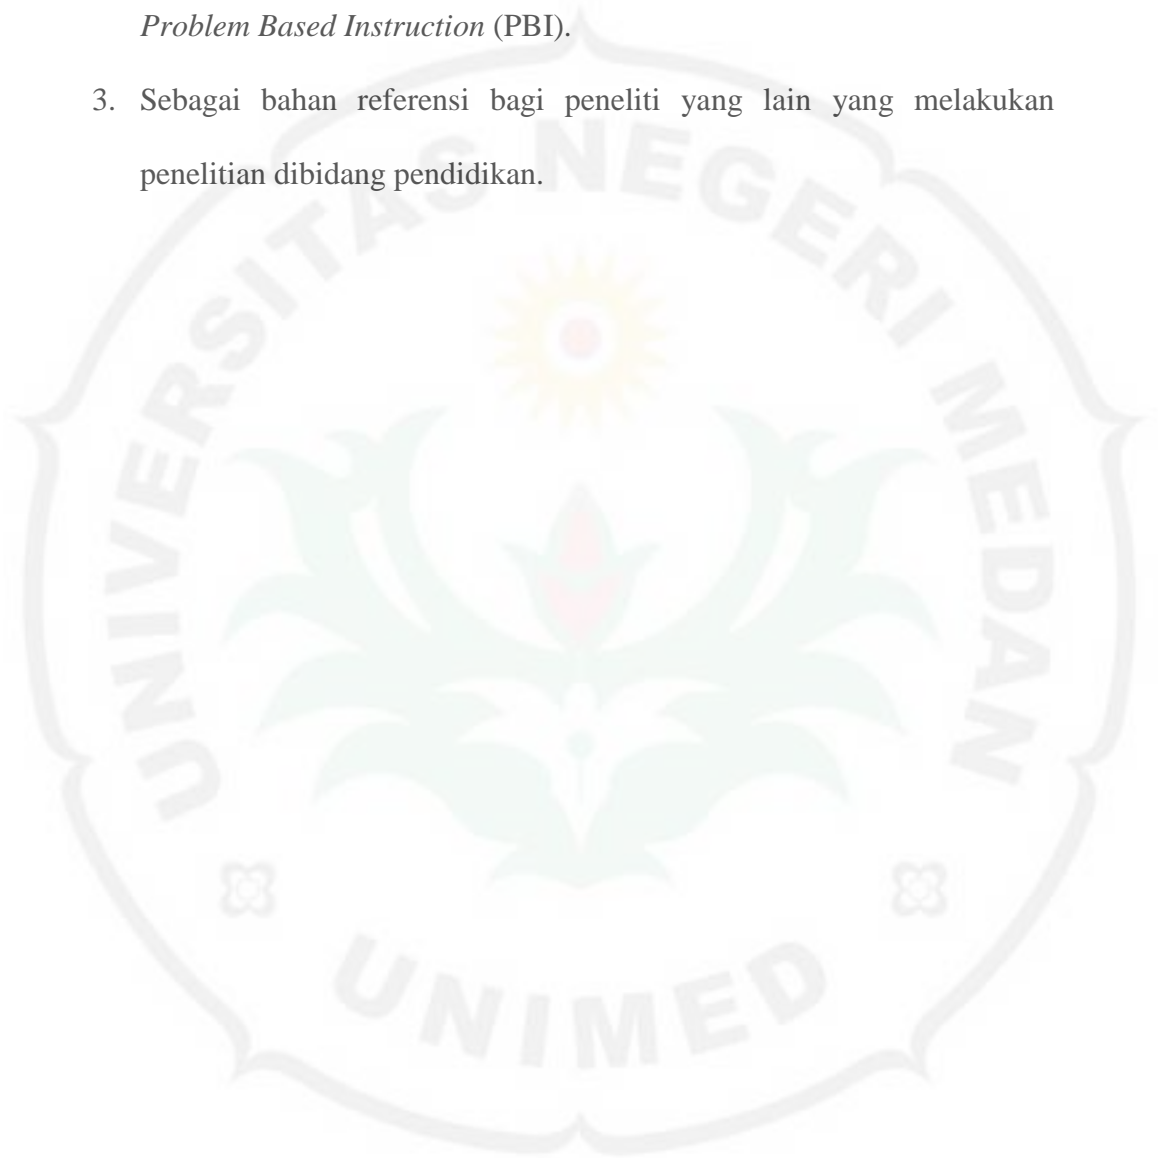 Problem Based Instruction (PBI).
3. Sebagai bahan referensi bagi peneliti yang lain yang melakukan
penelitian dibidang pendidikan.
UNIVERSITAS NEGERI MEDAN
UNIMED